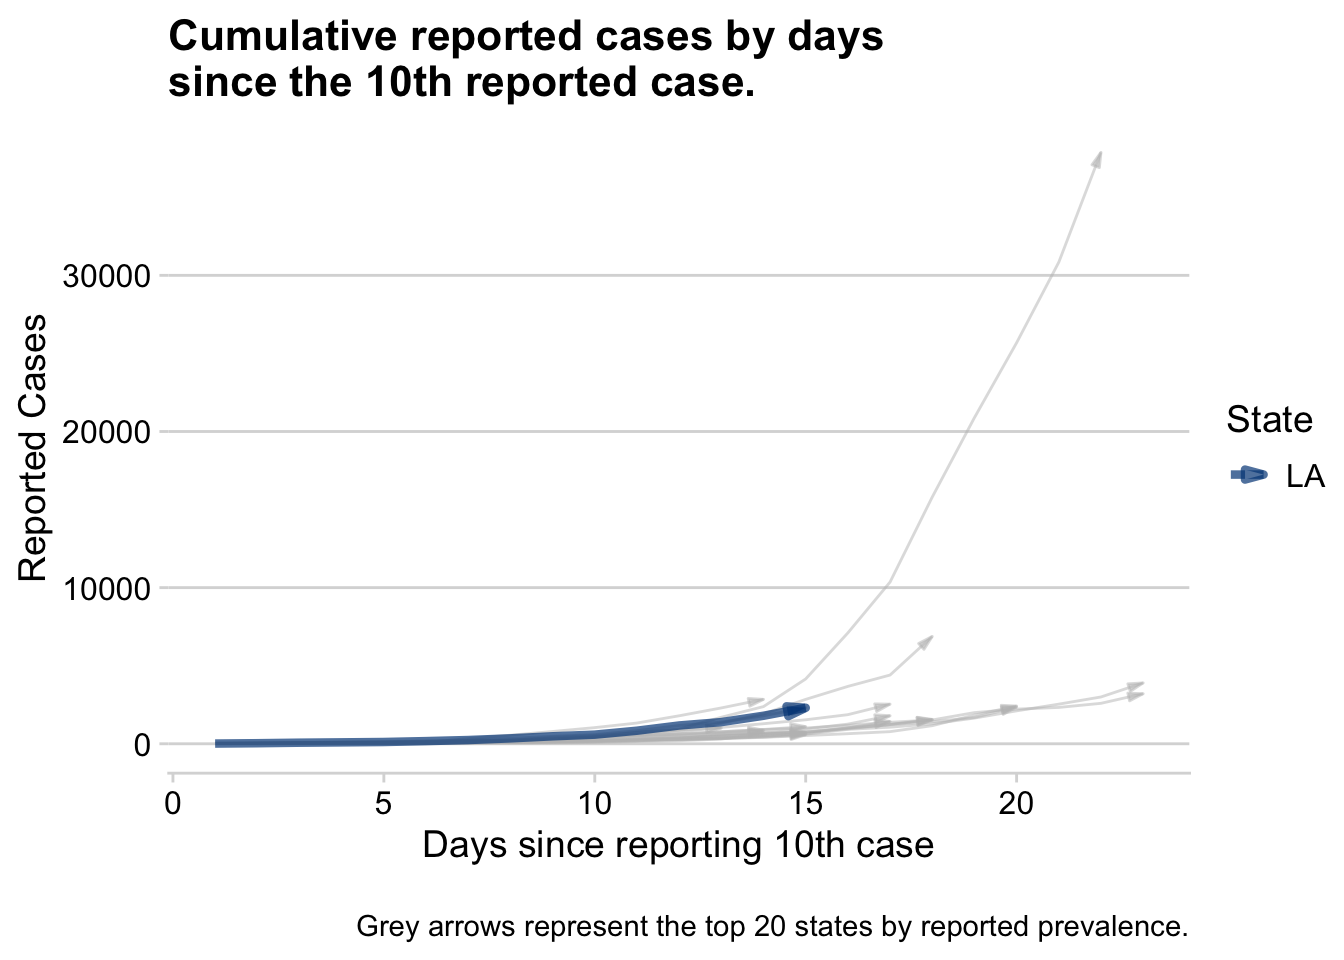 Cumulative reported cases by days
since the 10th reported case.
30000
20000
10000
0
Reported Cases
0 5 10 15 20
Days since reporting 10th case
State
LA
Grey arrows represent the top 20 states by reported prevalence.